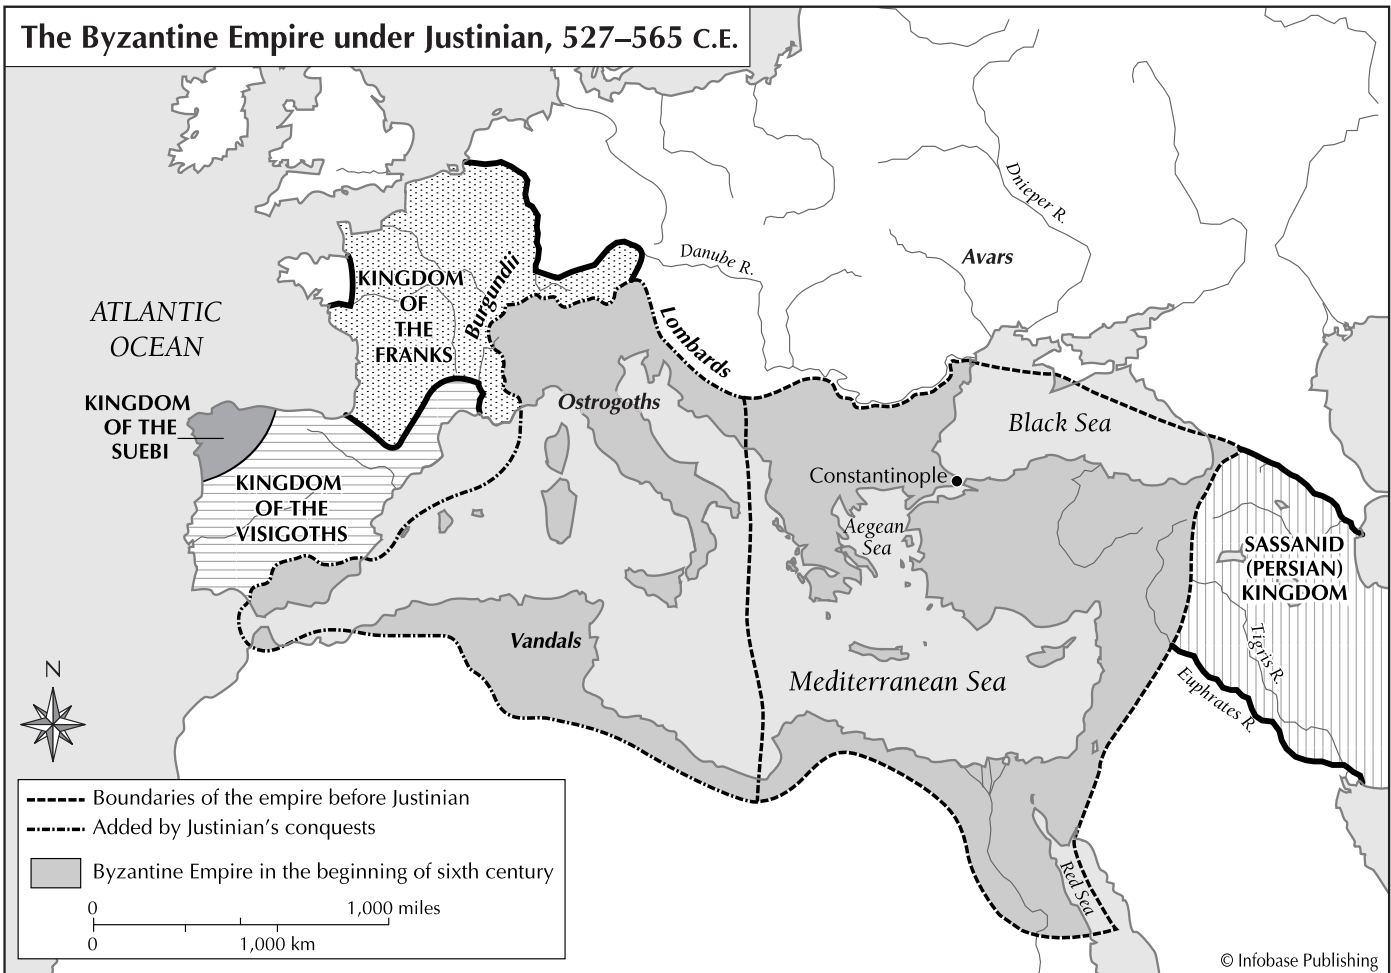 The Byzantine Empire under Justinian, 527–565 C.E.
Dnieper R.
Danube R.
Avars
KINGDOM
OF
THE
FRANKS
Burgundii
ATLANTIC
OCEAN
Lombards
KINGDOM
OF THE
SUEBI
Ostrogoths
Black Sea
Constantinople
KINGDOM
OF THE
VISIGOTHS
Aegean
Sea
SASSANID
(PERSIAN)
KINGDOM
Vandals
Tigris R.
Mediterranean Sea
Euphrates R.
N
Red Sea
Boundaries of the empire before Justinian
Added by Justinian's conquests
Byzantine Empire in the beginning of sixth century
0 1,000 miles
0 1,000 km
© Infobase Publishing